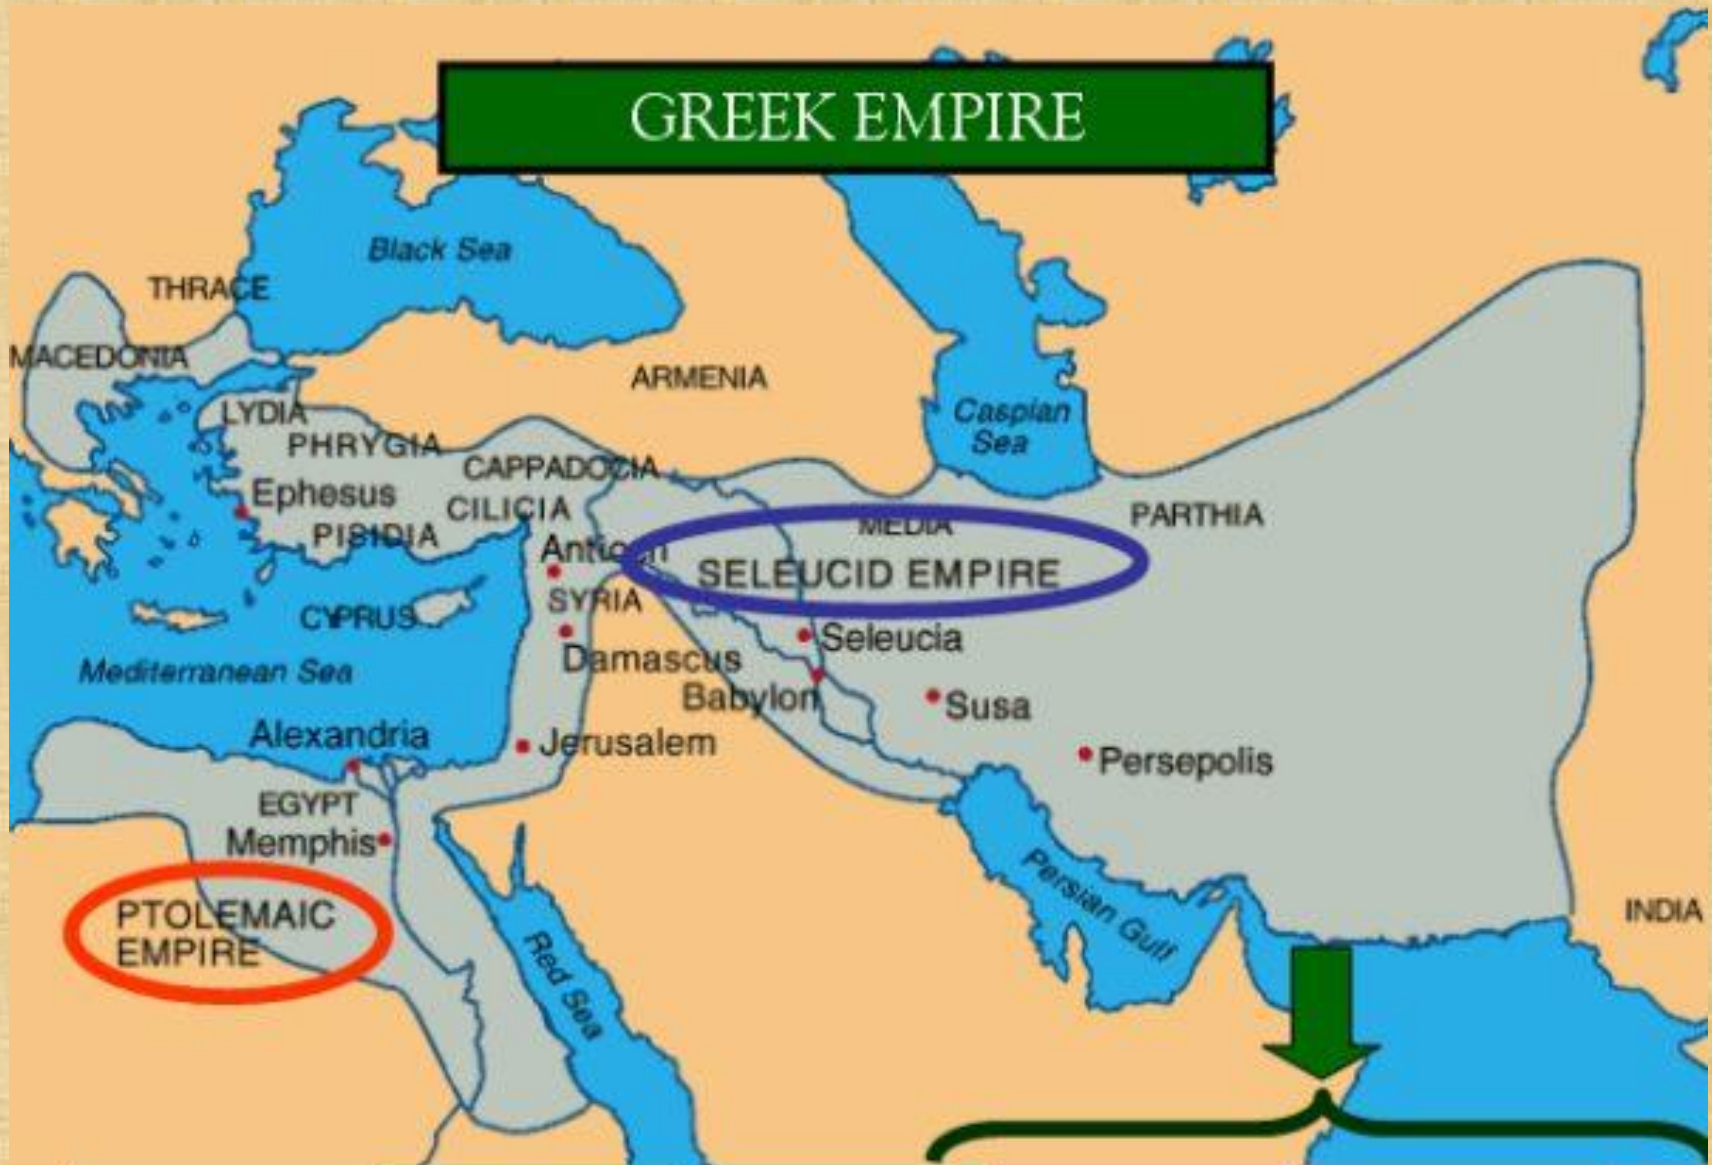 GREEK EMPIRE
Black Sea
THRACE
MACEDONIA
ARMENIA
LYDIA
Caspian
Sea
PHRYGIA
CAPPADOCIA
Ephesus
CILICIA
PARTHIA
PISIDIA
MEDIA
Antioch
SELEUCID EMPIRE
SYRIA
CYPRUS
Seleucia
Damascus
Mediterranean Sea
Babylon
Susa
Alexandria
Jerusalem
Persepolis
EGYPT
Memphis
PTOLEMAIC
EMPIRE
Red Sea
Persian Gulf
INDIA